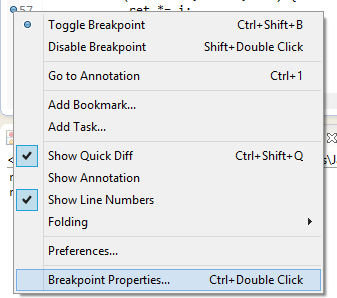 57 ret *= i;
Toggle Breakpoint Ctrl+Shift+B
Disable Breakpoint Shift+Double Click
Go to Annotation Ctrl+1
Add Bookmark...
Add Task...
Show Quick Diff Ctrl+Shift+Q
Show Annotation
Show Line Numbers
Folding
Preferences...
Breakpoint Properties... Ctrl+Double Click